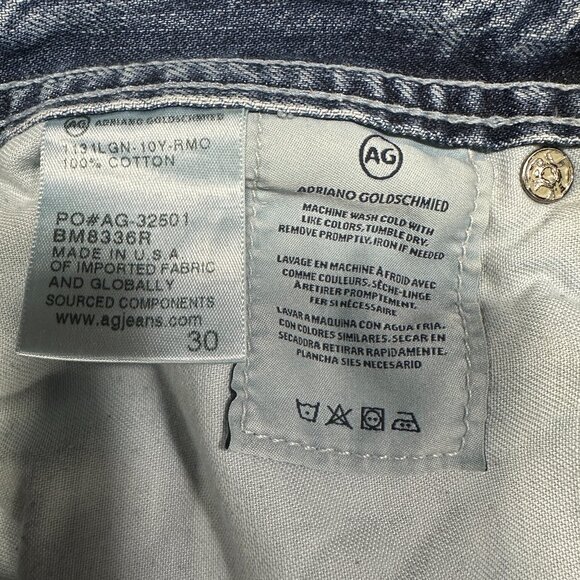 AG ADRIANO GOLDSCHMIED
1131LGN-10Y-RMO
100% COTTON
PO#AG-32501
BM8336R
MADE IN U.S.A
OF IMPORTED FABRIC
AND GLOBALLY
SOURCED COMPONENTS
www.agjeans.com
30
AG
ADRIANO GOLDSCHMIED
MACHINE WASH COLD WITH
LIKE COLORS, TUMBLE DRY.
REMOVE PROMPTLY. IRON IF NEEDED
LAVAGE EN MACHINE À FROID AVEC
COMME COULEURS. SÈCHE-LINGE
À RETIRER PROMPTEMENT.
FER SI NÉCESSAIRE
LAVAR A MAQUINA CON AGUA FRIA,
CON COLORES SIMILARES. SECAR EN
SECADORA RETIRAR RAPIDAMENTE.
PLANCHA SIES NECESARIO